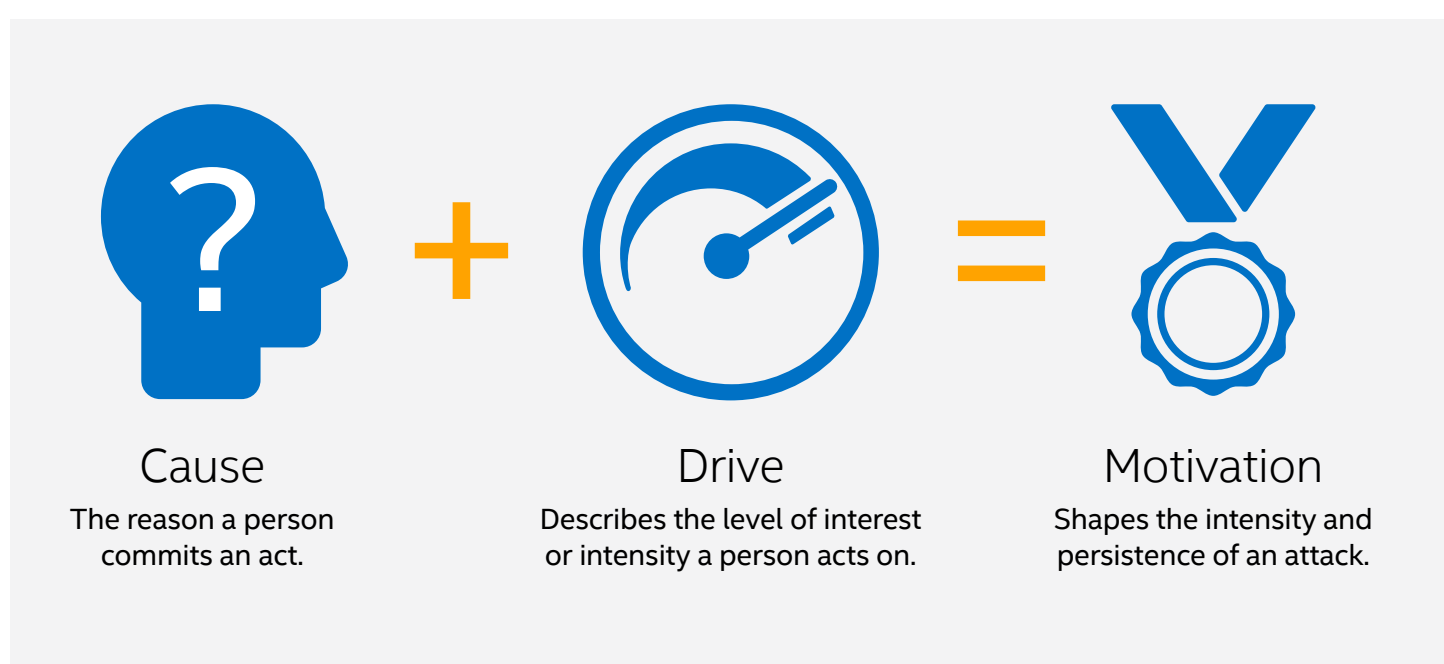 ?
+
=
Cause
The reason a person
commits an act.
Drive
Describes the level of interest
or intensity a person acts on.
Motivation
Shapes the intensity and
persistence of an attack.